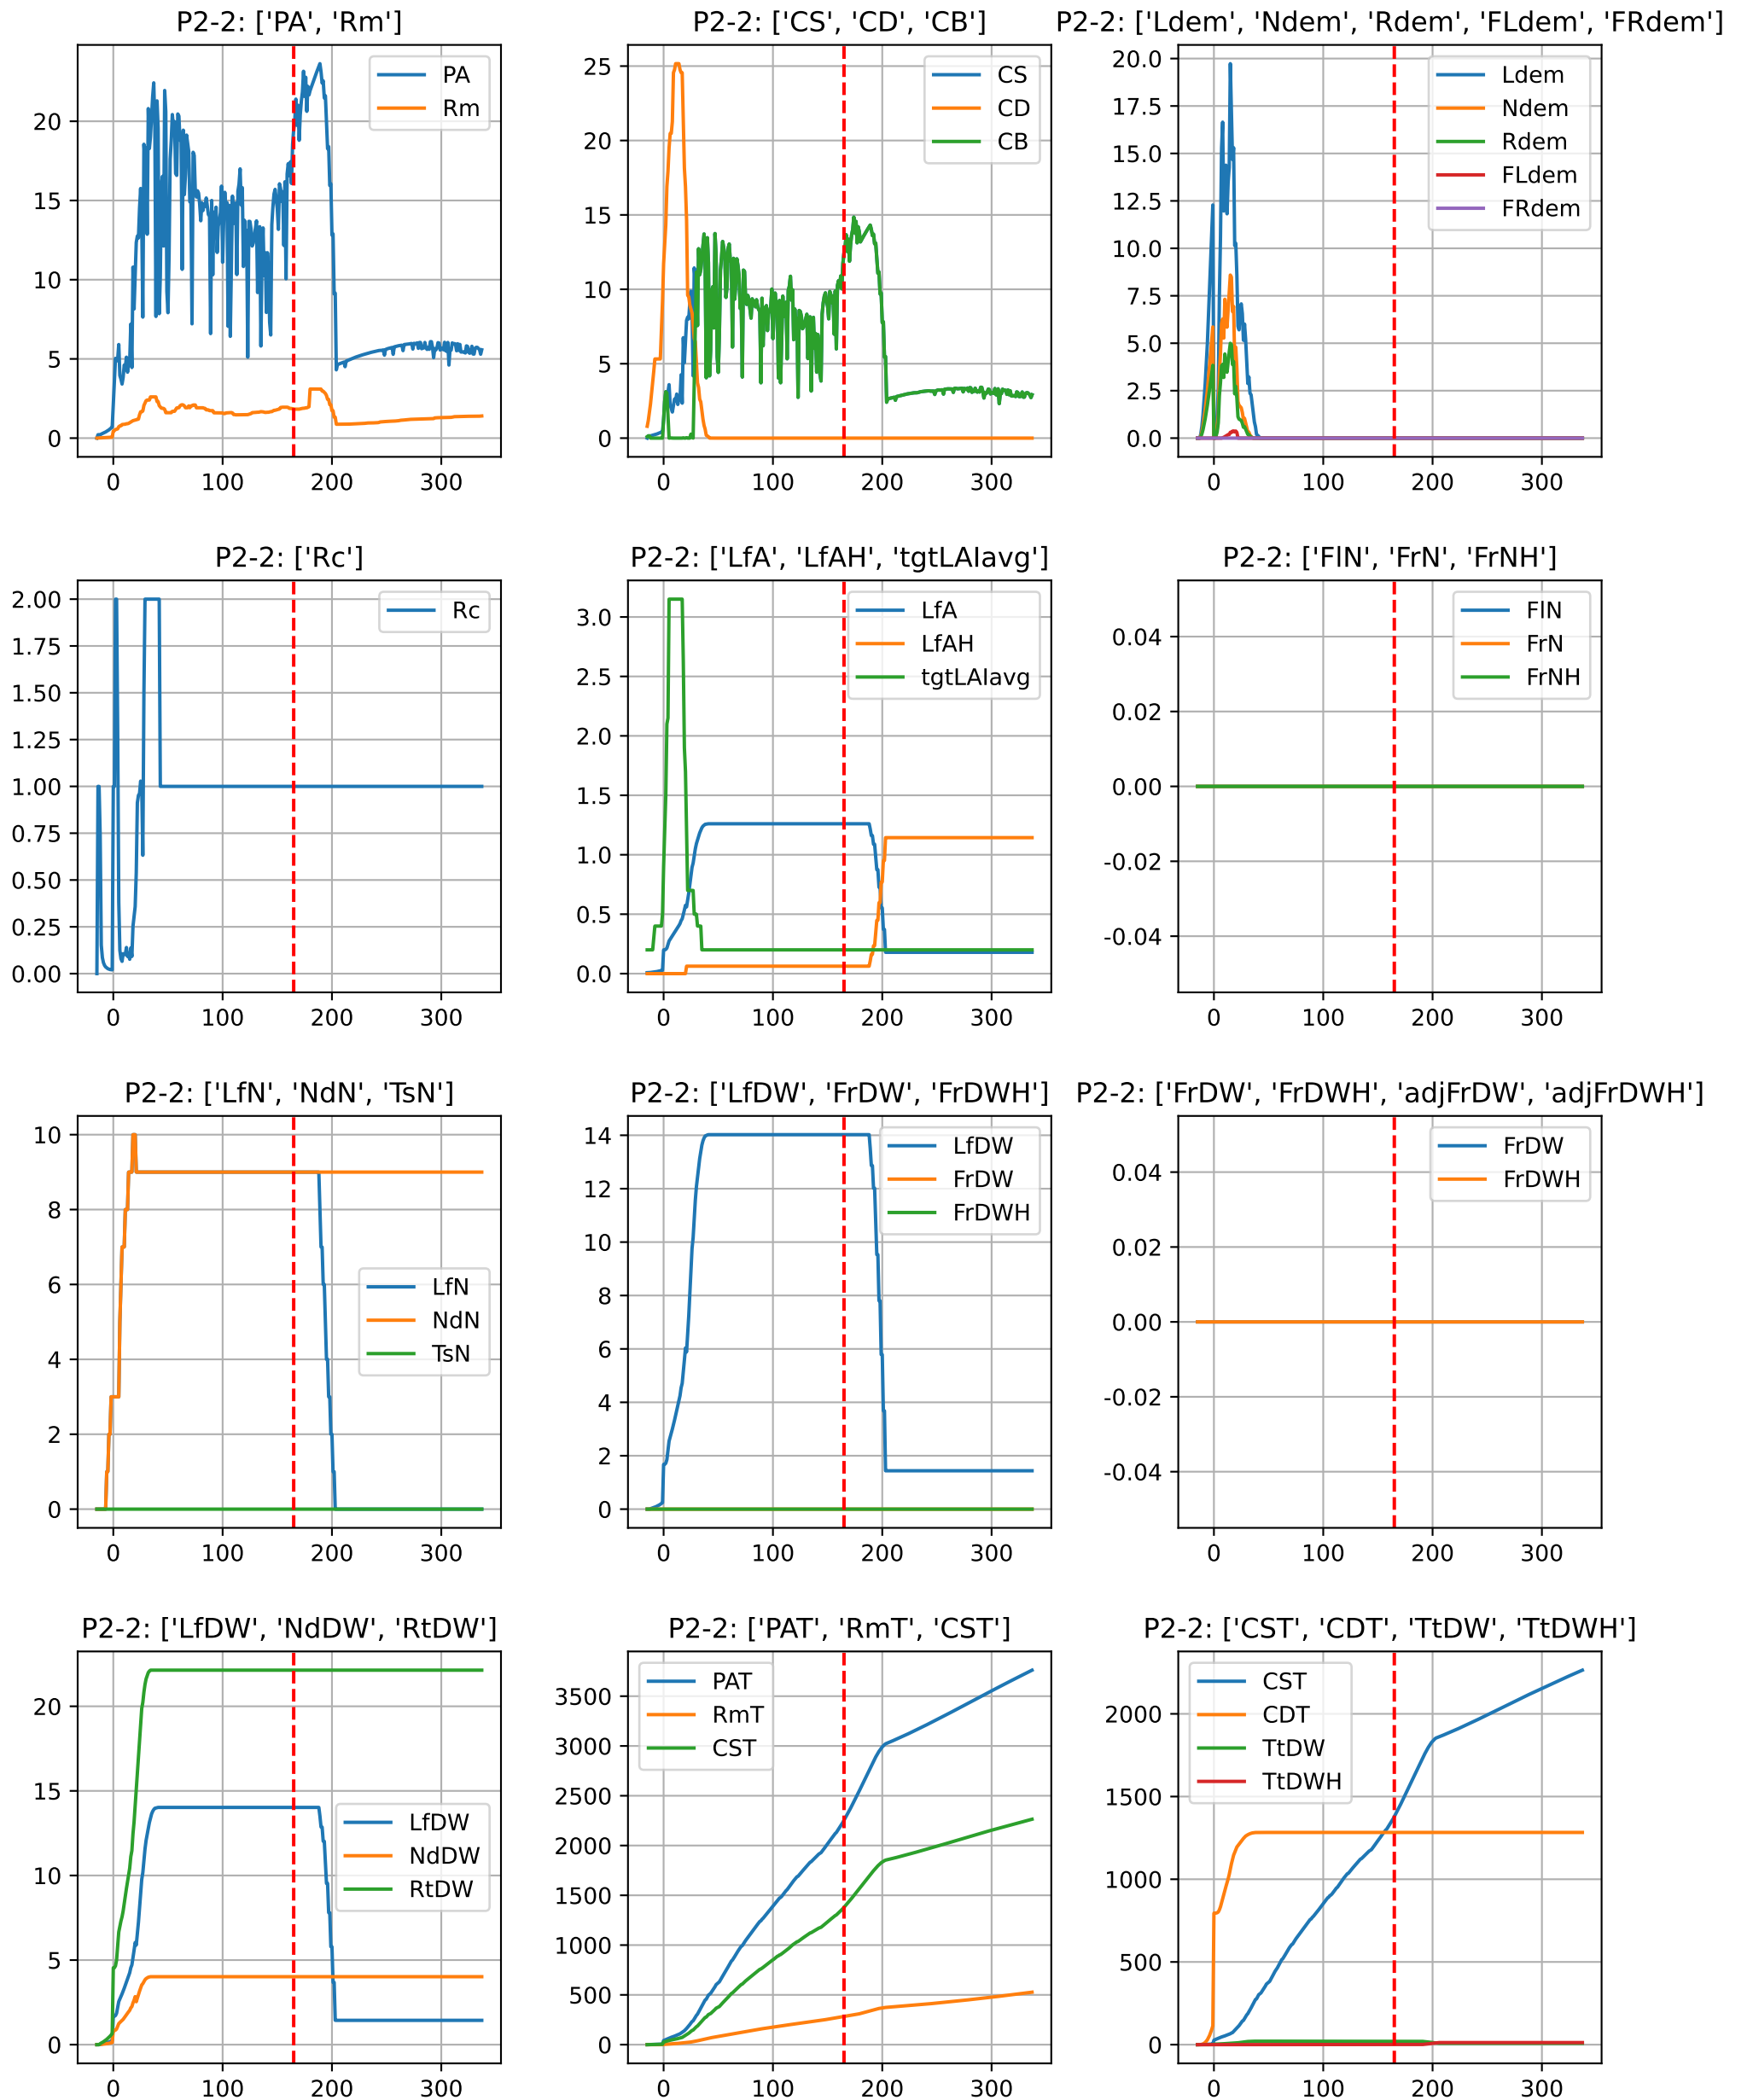 P2-2: ['PA', 'Rm']
PA
Rm
20
15
10
5
0
0 100 200 300
P2-2: ['CS', 'CD', 'CB']
CS
CD
CB
25
20
15
10
5
0
0 100 200 300
P2-2: ['Ldem', 'Ndem', 'Rdem', 'FLdem', 'FRdem']
Ldem
Ndem
Rdem
FLdem
FRdem
20.0
17.5
15.0
12.5
10.0
7.5
5.0
2.5
0.0
0 100 200 300
P2-2: ['Rc']
Rc
2.00
1.75
1.50
1.25
1.00
0.75
0.50
0.25
0.00
0 100 200 300
P2-2: ['LfA', 'LfAH', 'tgtLAIavg']
LfA
LfAH
tgtLAIavg
3.0
2.5
2.0
1.5
1.0
0.5
0.0
0 100 200 300
P2-2: ['FlN', 'FrN', 'FrNH']
FlN
FrN
FrNH
0.04
0.02
0.00
-0.02
-0.04
0 100 200 300
P2-2: ['LfN', 'NdN', 'TsN']
LfN
NdN
TsN
10
8
6
4
2
0
0 100 200 300
P2-2: ['LfDW', 'FrDW', 'FrDWH']
LfDW
FrDW
FrDWH
14
12
10
8
6
4
2
0
0 100 200 300
P2-2: ['FrDW', 'FrDWH', 'adjFrDW', 'adjFrDWH']
FrDW
FrDWH
0.04
0.02
0.00
-0.02
-0.04
0 100 200 300
P2-2: ['LfDW', 'NdDW', 'RtDW']
LfDW
NdDW
RtDW
20
15
10
5
0
0 100 200 300
P2-2: ['PAT', 'RmT', 'CST']
PAT
RmT
CST
3500
3000
2500
2000
1500
1000
500
0
0 100 200 300
P2-2: ['CST', 'CDT', 'TtDW', 'TtDWH']
CST
CDT
TtDW
TtDWH
2000
1500
1000
500
0
0 100 200 300